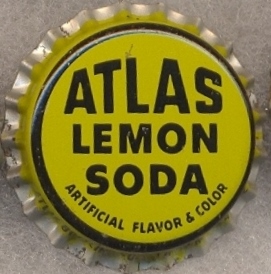 ATLAS
LEMON
SODA
ARTIFICIAL FLAVOR & COLOR